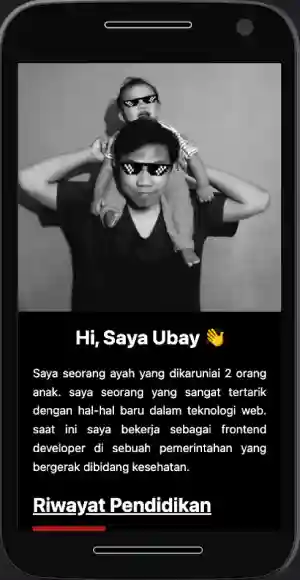 Hi, Saya Ubay 👋
Saya seorang ayah yang dikaruniai 2 orang
anak. saya seorang yang sangat tertarik
dengan hal-hal baru dalam teknologi web.
saat ini saya bekerja sebagai frontend
developer di sebuah pemerintahan yang
bergerak dibidang kesehatan.
Riwayat Pendidikan